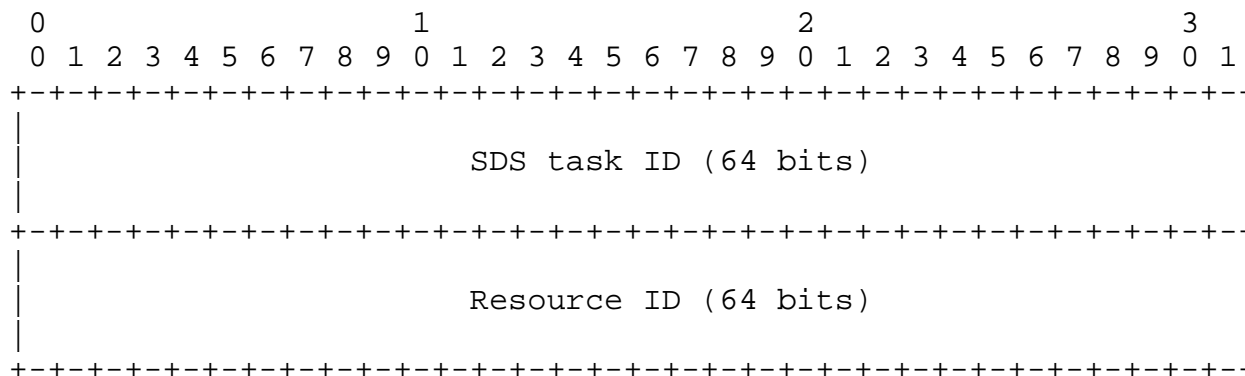 0                   1                   2                   3
0 1 2 3 4 5 6 7 8 9 0 1 2 3 4 5 6 7 8 9 0 1 2 3 4 5 6 7 8 9 0 1
+-+-+-+-+-+-+-+-+-+-+-+-+-+-+-+-+-+-+-+-+-+-+-+-+-+-+-+-+-+-+-+--
|
|                       SDS task ID (64 bits)
|
+-+-+-+-+-+-+-+-+-+-+-+-+-+-+-+-+-+-+-+-+-+-+-+-+-+-+-+-+-+-+-+--
|
|                       Resource ID (64 bits)
|
+-+-+-+-+-+-+-+-+-+-+-+-+-+-+-+-+-+-+-+-+-+-+-+-+-+-+-+-+-+-+-+--